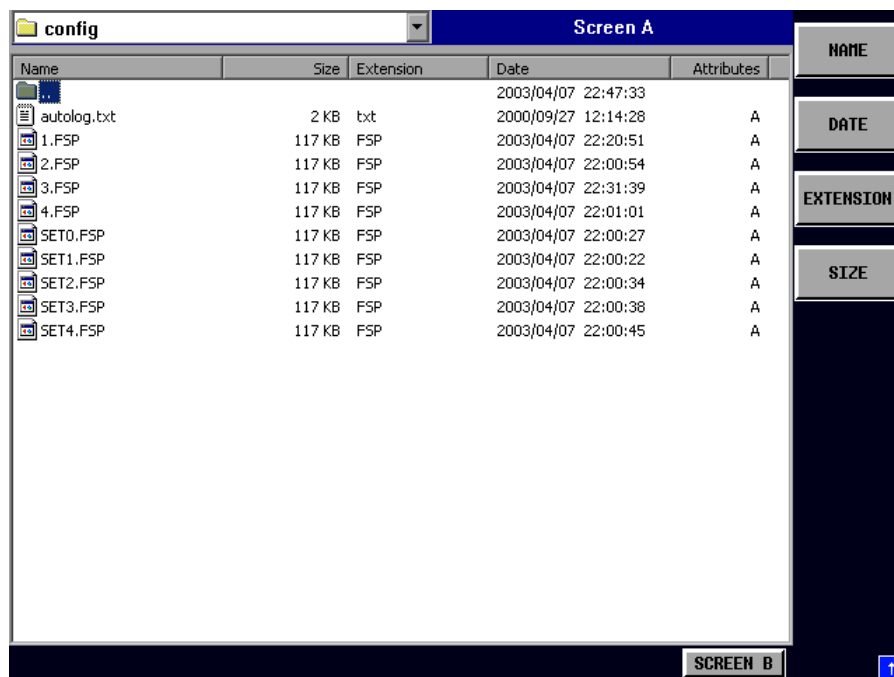 config
Screen A
Name Size Extension Date Attributes
.. 2003/04/07 22:47:33
autolog.txt 2 KB txt 2000/09/27 12:14:28 A
1.FSP 117 KB FSP 2003/04/07 22:20:51 A
2.FSP 117 KB FSP 2003/04/07 22:00:54 A
3.FSP 117 KB FSP 2003/04/07 22:31:39 A
4.FSP 117 KB FSP 2003/04/07 22:01:01 A
SET0.FSP 117 KB FSP 2003/04/07 22:00:27 A
SET1.FSP 117 KB FSP 2003/04/07 22:00:22 A
SET2.FSP 117 KB FSP 2003/04/07 22:00:34 A
SET3.FSP 117 KB FSP 2003/04/07 22:00:38 A
SET4.FSP 117 KB FSP 2003/04/07 22:00:45 A
NAME
DATE
EXTENSION
SIZE
SCREEN B